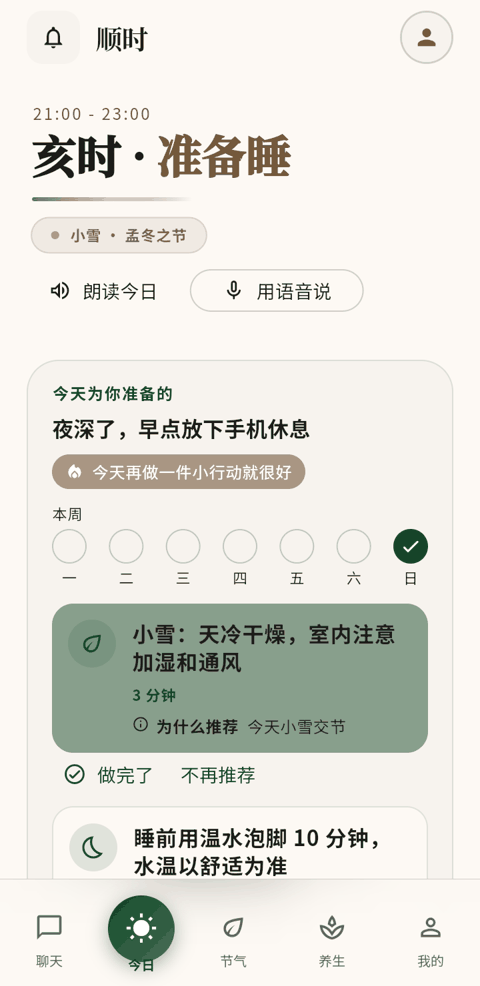 顺时
21:00 - 23:00
亥时 · 准备睡
小雪 · 孟冬之节
朗读今日
用语音说
今天为你准备的
夜深了，早点放下手机休息
今天再做一件小行动就很好
本周
一 二 三 四 五 六 日
小雪：天冷干燥，室内注意
加湿和通风
3 分钟
为什么推荐 今天小雪交节
做完了 不再推荐
睡前用温水泡脚 10 分钟，
水温以舒适为准
聊天 今日 节气 养生 我的